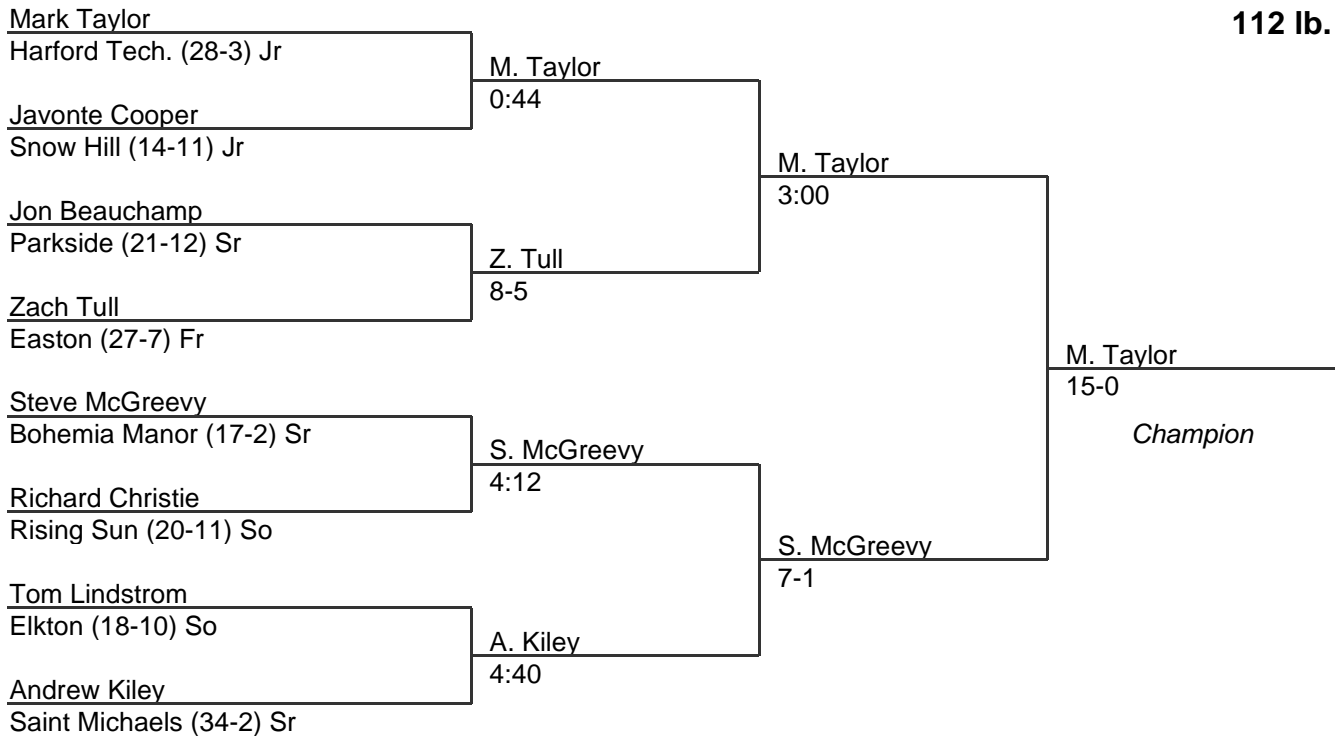 Mark Taylor
Harford Tech. (28-3) Jr
Javonte Cooper
Snow Hill (14-11) Jr
Jon Beauchamp
Parkside (21-12) Sr
Zach Tull
Easton (27-7) Fr
Steve McGreevy
Bohemia Manor (17-2) Sr
Richard Christie
Rising Sun (20-11) So
Tom Lindstrom
Elkton (18-10) So
Andrew Kiley
Saint Michaels (34-2) Sr
M. Taylor
0:44
Z. Tull
8-5
S. McGreevy
4:12
A. Kiley
4:40
M. Taylor
3:00
S. McGreevy
7-1
112 lb.
M. Taylor
15-0
Champion